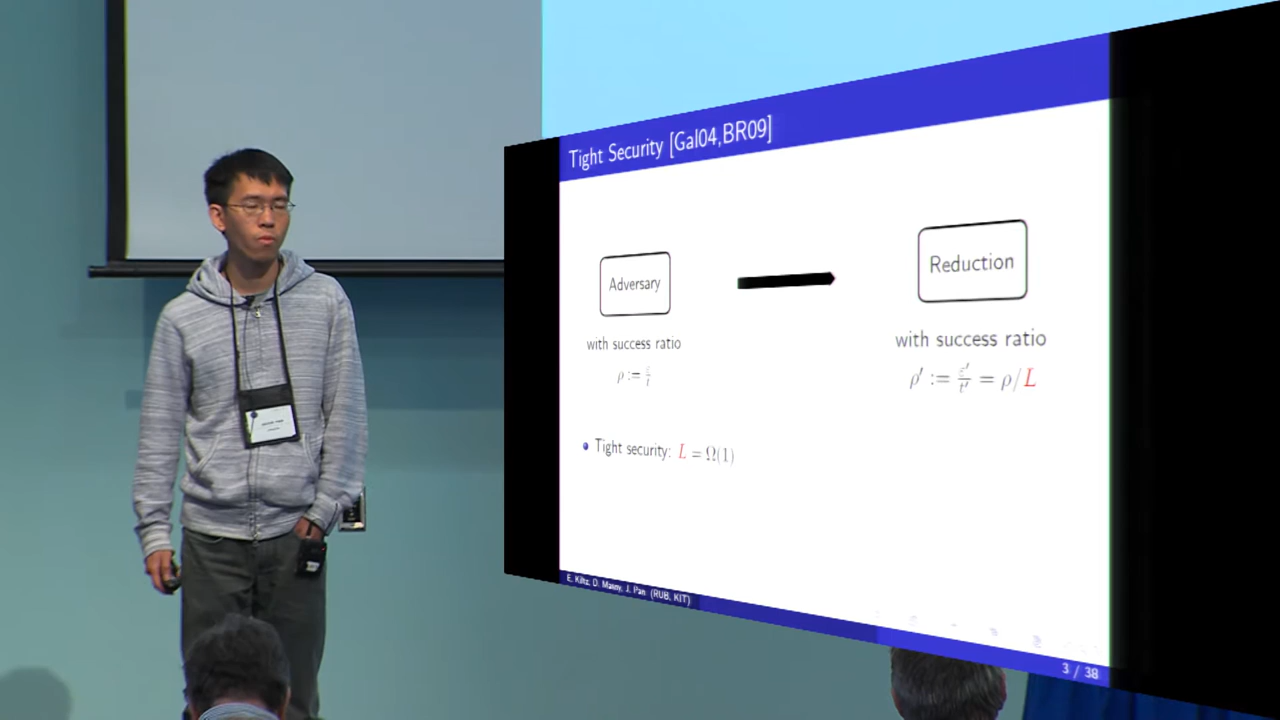 Tight Security [Gal04,BR09]
Adversary
Reduction
with success ratio
ρ := ε/t
with success ratio
ρ′ := ε′/t′ = ρ/L
• Tight security: L = Ω(1)
E. Kiltz, D. Masny, J. Pan (RUB, KIT)
3 / 38